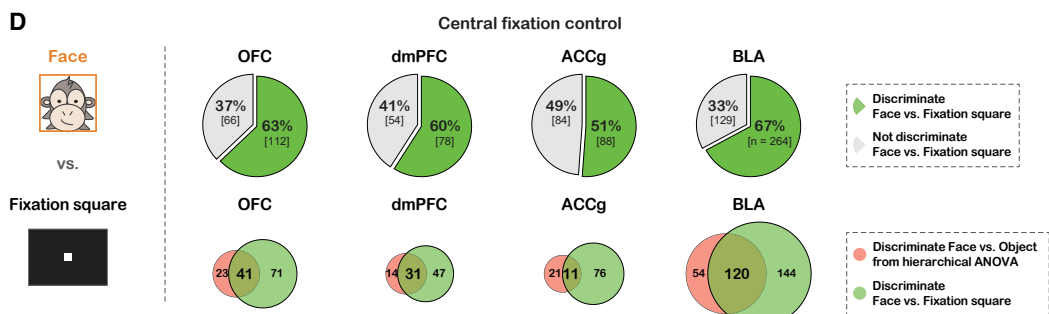 D
Central fixation control
Face
vs.
Fixation square
OFC
dmPFC
ACCg
BLA
37%
[66]
63%
[112]
41%
[54]
60%
[78]
49%
[84]
51%
[88]
33%
[129]
67%
[n = 264]
Discriminate
Face vs. Fixation square
Not discriminate
Face vs. Fixation square
OFC
dmPFC
ACCg
BLA
23
41
71
14
31
47
21
11
76
54
120
144
Discriminate Face vs. Object
from hierarchical ANOVA
Discriminate
Face vs. Fixation square